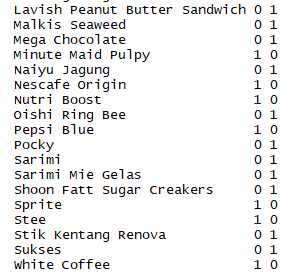 Lavish Peanut Butter Sandwich 0 1
Malkis Seaweed 0 1
Mega Chocolate 0 1
Minute Maid Pulpy 1 0
Naiyu Jagung 0 1
Nescafe Origin 1 0
Nutri Boost 1 0
Oishi Ring Bee 0 1
Pepsi Blue 1 0
Pocky 0 1
Sarimi 0 1
Sarimi Mie Gelas 0 1
Shoon Fatt Sugar Creakers 0 1
Sprite 1 0
Stee 1 0
Stik Kentang Renova 0 1
Sukses 0 1
White Coffee 1 0